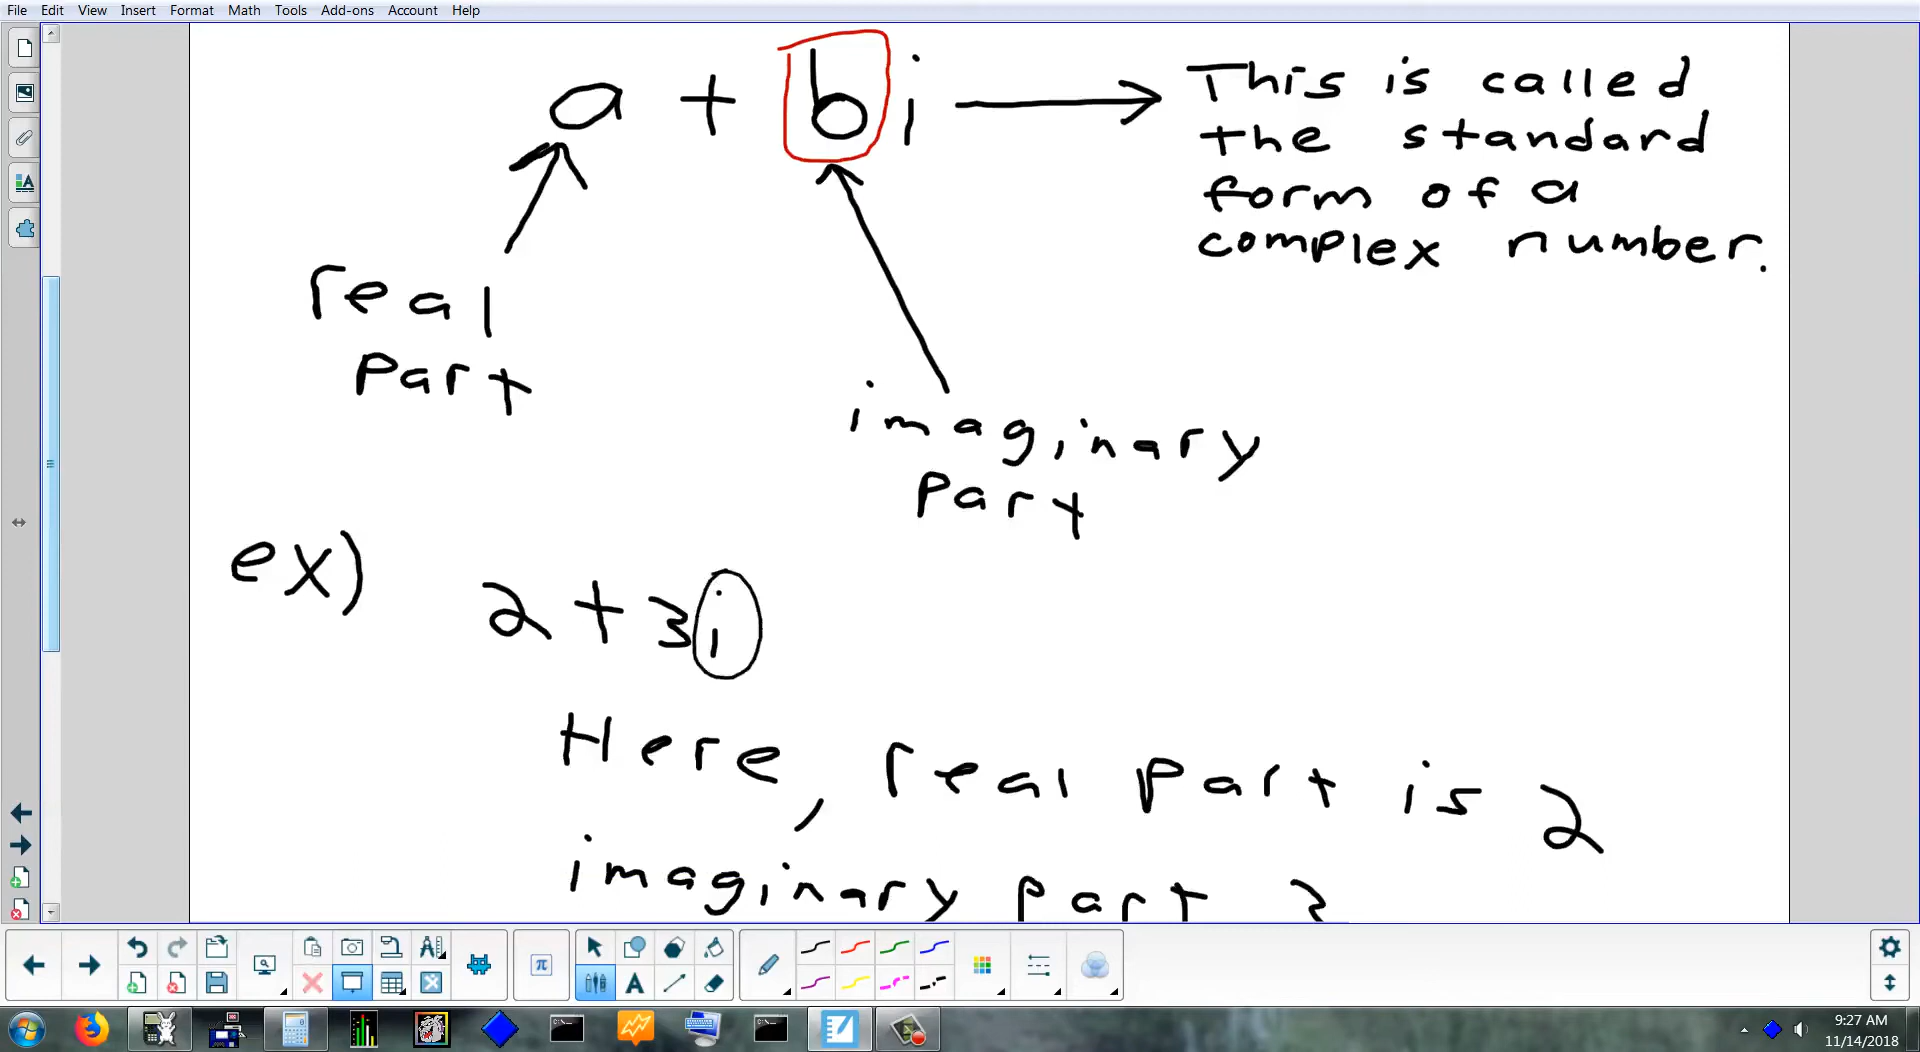 File Edit View Insert Format Math Tools Add-ons Account Help
a + bi → This is called
the standard
form of a
complex number.
real
part
imaginary
part
ex) 2 + 3i
Here, real part is 2
imaginary part 3
π
A
9:27 AM
11/14/2018